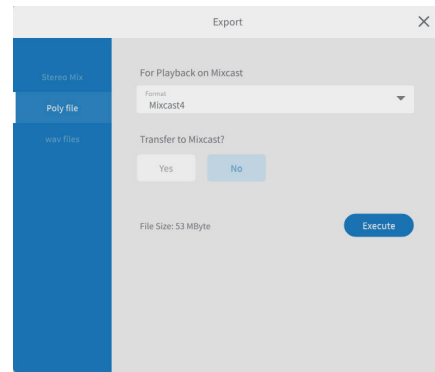 Export
Stereo Mix
Poly file
wav files
For Playback on Mixcast
Format
Mixcast4
Transfer to Mixcast?
Yes
No
File Size: 53 MByte
Execute